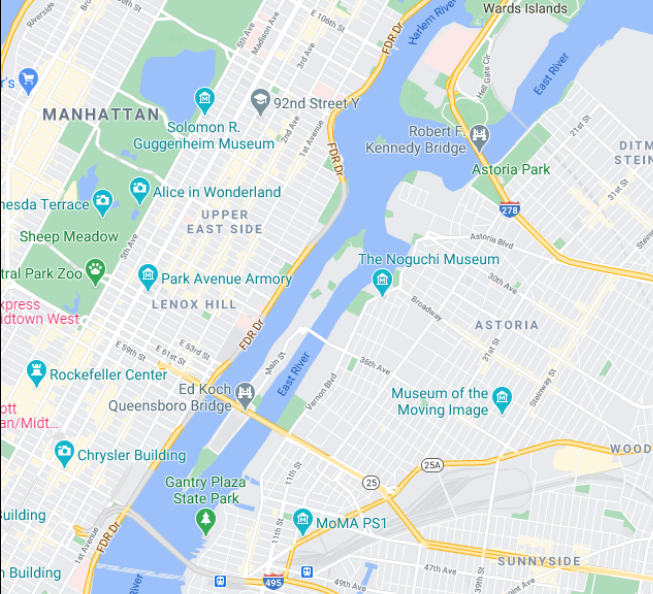 Riverside
5th Ave
Madison Ave
E 106th St
3rd Ave
FDR Dr
Harlem River
Wards Islands
Hell Gate Cir
East River
r's
92nd Street Y
MANHATTAN
Solomon R.
Guggenheim Museum
2nd Ave
1st Avenue
FDR Dr
Robert F.
Kennedy Bridge
21st St
DITM
STEIN
Astoria Park
31st St
Alice in Wonderland
hesda Terrace
278
UPPER
EAST SIDE
Sheep Meadow
5th Ave
Steinw
Astoria Blvd
The Noguchi Museum
tral Park Zoo
Park Avenue Armory
30th Ave
xpress
idtown West
LENOX HILL
Broadway
ASTORIA
FDR Dr
E 59th St
E 61st St
E 63rd St
Main St
East River
36th Ave
31st St
Steinway St
Rockefeller Center
Ed Koch
Queensboro Bridge
Vernon Blvd
Museum of the
Moving Image
ott
an/Midt...
Chrysler Building
WOOD
25A
25
11th St
Gantry Plaza
State Park
uilding
MoMA PS1
11th St
1st Avenue
FDR Dr
SUNNYSIDE
n Building
River
495
47th Ave
49th Ave
39th St